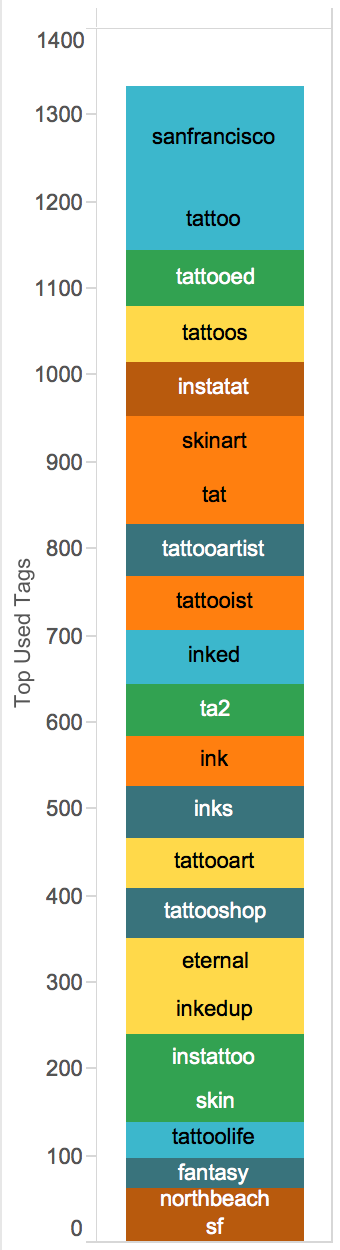 1400
1300
1200
1100
1000
900
800
700
600
500
400
300
200
100
0
Top Used Tags
sanfrancisco
tattoo
tattooed
tattoos
instatat
skinart
tat
tattooartist
tattooist
inked
ta2
ink
inks
tattooart
tattooshop
eternal
inkedup
instattoo
skin
tattoolife
fantasy
northbeach
sf